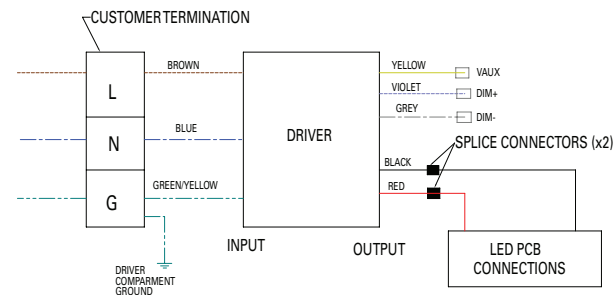 CUSTOMER TERMINATION
L
N
G
BROWN
BLUE
GREEN/YELLOW
DRIVER
COMPARMENT
GROUND
INPUT
DRIVER
OUTPUT
YELLOW
VIOLET
GREY
BLACK
RED
VAUX
DIM+
DIM-
SPLICE CONNECTORS (x2)
LED PCB
CONNECTIONS